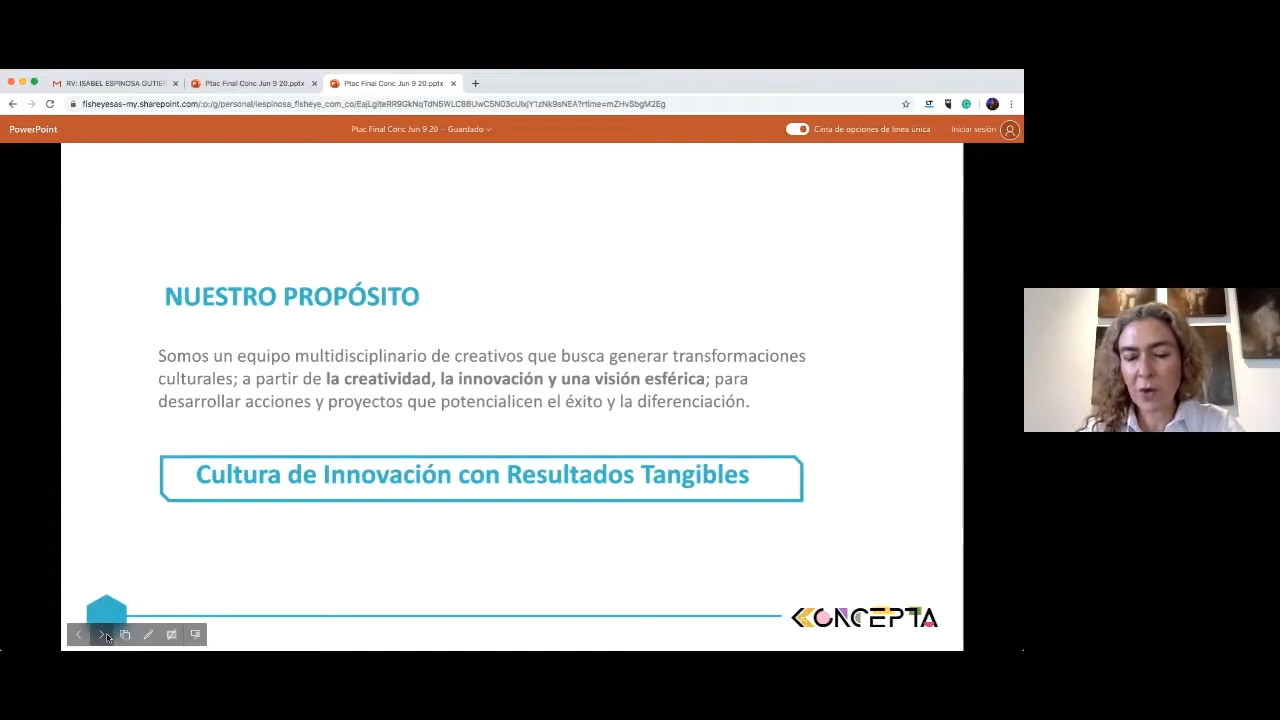 RV: ISABEL ESPINOSA GUTIER
Ptac Final Conc Jun 9 20.pptx
Ptac Final Conc Jun 9 20.pptx
PowerPoint
Ptac Final Conc Jun 9 20 - Guardado
Cinta de opciones de línea única
Iniciar sesión
NUESTRO PROPÓSITO
Somos un equipo multidisciplinario de creativos que busca generar transformaciones
culturales; a partir de la creatividad, la innovación y una visión esférica; para
desarrollar acciones y proyectos que potencialicen el éxito y la diferenciación.
Cultura de Innovación con Resultados Tangibles
KONCEPTA